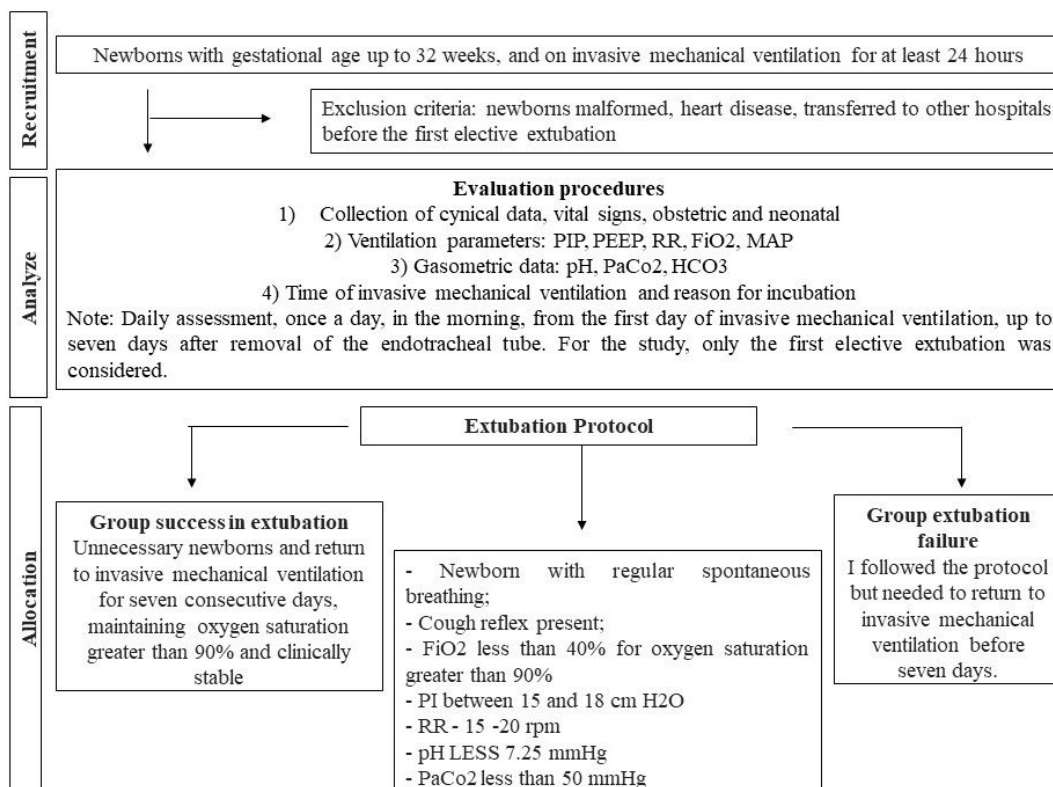 Recruitment
Newborns with gestational age up to 32 weeks, and on invasive mechanical ventilation for at least 24 hours
Exclusion criteria: newborns malformed, heart disease, transferred to other hospitals
before the first elective extubation
Analyze
Evaluation procedures
1) Collection of cynical data, vital signs, obstetric and neonatal
2) Ventilation parameters: PIP, PEEP, RR, FiO2, MAP
3) Gasometric data: pH, PaCo2, HCO3
4) Time of invasive mechanical ventilation and reason for incubation
Note: Daily assessment, once a day, in the morning, from the first day of invasive mechanical ventilation, up to
seven days after removal of the endotracheal tube. For the study, only the first elective extubation was
considered.
Allocation
Extubation Protocol
Group success in extubation
Unnecessary newborns and return
to invasive mechanical ventilation
for seven consecutive days,
maintaining oxygen saturation
greater than 90% and clinically
stable
- Newborn with regular spontaneous
breathing;
- Cough reflex present;
- FiO2 less than 40% for oxygen saturation
greater than 90%
- PI between 15 and 18 cm H2O
- RR - 15 -20 rpm
- pH LESS 7.25 mmHg
- PaCo2 less than 50 mmHg
Group extubation
failure
I followed the protocol
but needed to return to
invasive mechanical
ventilation before
seven days.